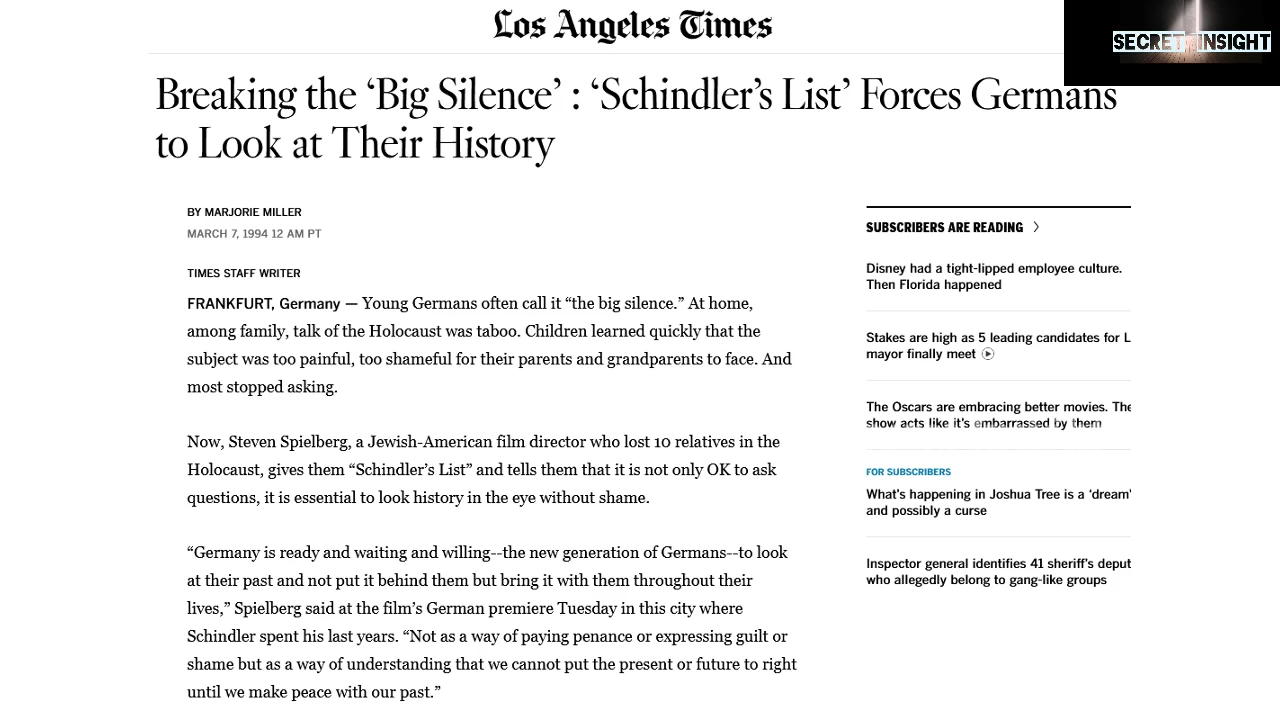 Los Angeles Times
SECRET INSIGHT
Breaking the ‘Big Silence’ : ‘Schindler’s List’ Forces Germans
to Look at Their History
BY MARJORIE MILLER
MARCH 7, 1994 12 AM PT
TIMES STAFF WRITER
FRANKFURT, Germany — Young Germans often call it “the big silence.” At home,
among family, talk of the Holocaust was taboo. Children learned quickly that the
subject was too painful, too shameful for their parents and grandparents to face. And
most stopped asking.
Now, Steven Spielberg, a Jewish-American film director who lost 10 relatives in the
Holocaust, gives them “Schindler’s List” and tells them that it is not only OK to ask
questions, it is essential to look history in the eye without shame.
“Germany is ready and waiting and willing--the new generation of Germans--to look
at their past and not put it behind them but bring it with them throughout their
lives,” Spielberg said at the film’s German premiere Tuesday in this city where
Schindler spent his last years. “Not as a way of paying penance or expressing guilt or
shame but as a way of understanding that we cannot put the present or future to right
until we make peace with our past.”
SUBSCRIBERS ARE READING
Disney had a tight-lipped employee culture.
Then Florida happened
Stakes are high as 5 leading candidates for L
mayor finally meet
The Oscars are embracing better movies. The
show acts like it’s embarrassed by them
FOR SUBSCRIBERS
What’s happening in Joshua Tree is a ‘dream’
and possibly a curse
Inspector general identifies 41 sheriff’s deput
who allegedly belong to gang-like groups